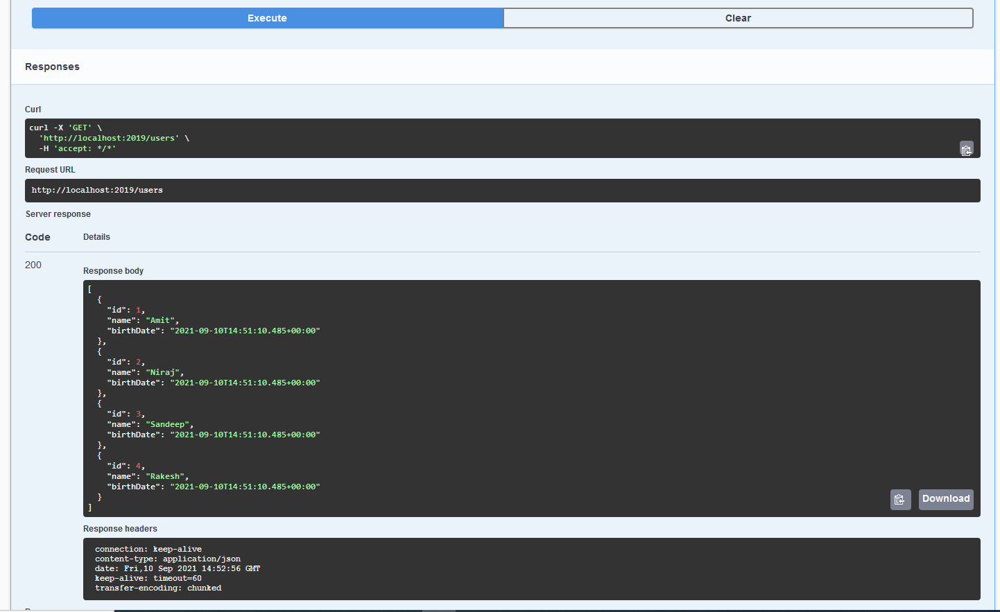 Execute
Clear
Responses
Curl
curl -X 'GET' \
  'http://localhost:2019/users' \
  -H 'accept: */*'
Request URL
http://localhost:2019/users
Server response
Code Details
200
Response body
[
  {
    "id": 1,
    "name": "Amit",
    "birthDate": "2021-09-10T14:51:10.485+00:00"
  },
  {
    "id": 2,
    "name": "Niraj",
    "birthDate": "2021-09-10T14:51:10.485+00:00"
  },
  {
    "id": 3,
    "name": "Sandeep",
    "birthDate": "2021-09-10T14:51:10.485+00:00"
  },
  {
    "id": 4,
    "name": "Rakesh",
    "birthDate": "2021-09-10T14:51:10.485+00:00"
  }
]
Download
Response headers
connection: keep-alive
content-type: application/json
date: Fri,10 Sep 2021 14:52:56 GMT
keep-alive: timeout=60
transfer-encoding: chunked